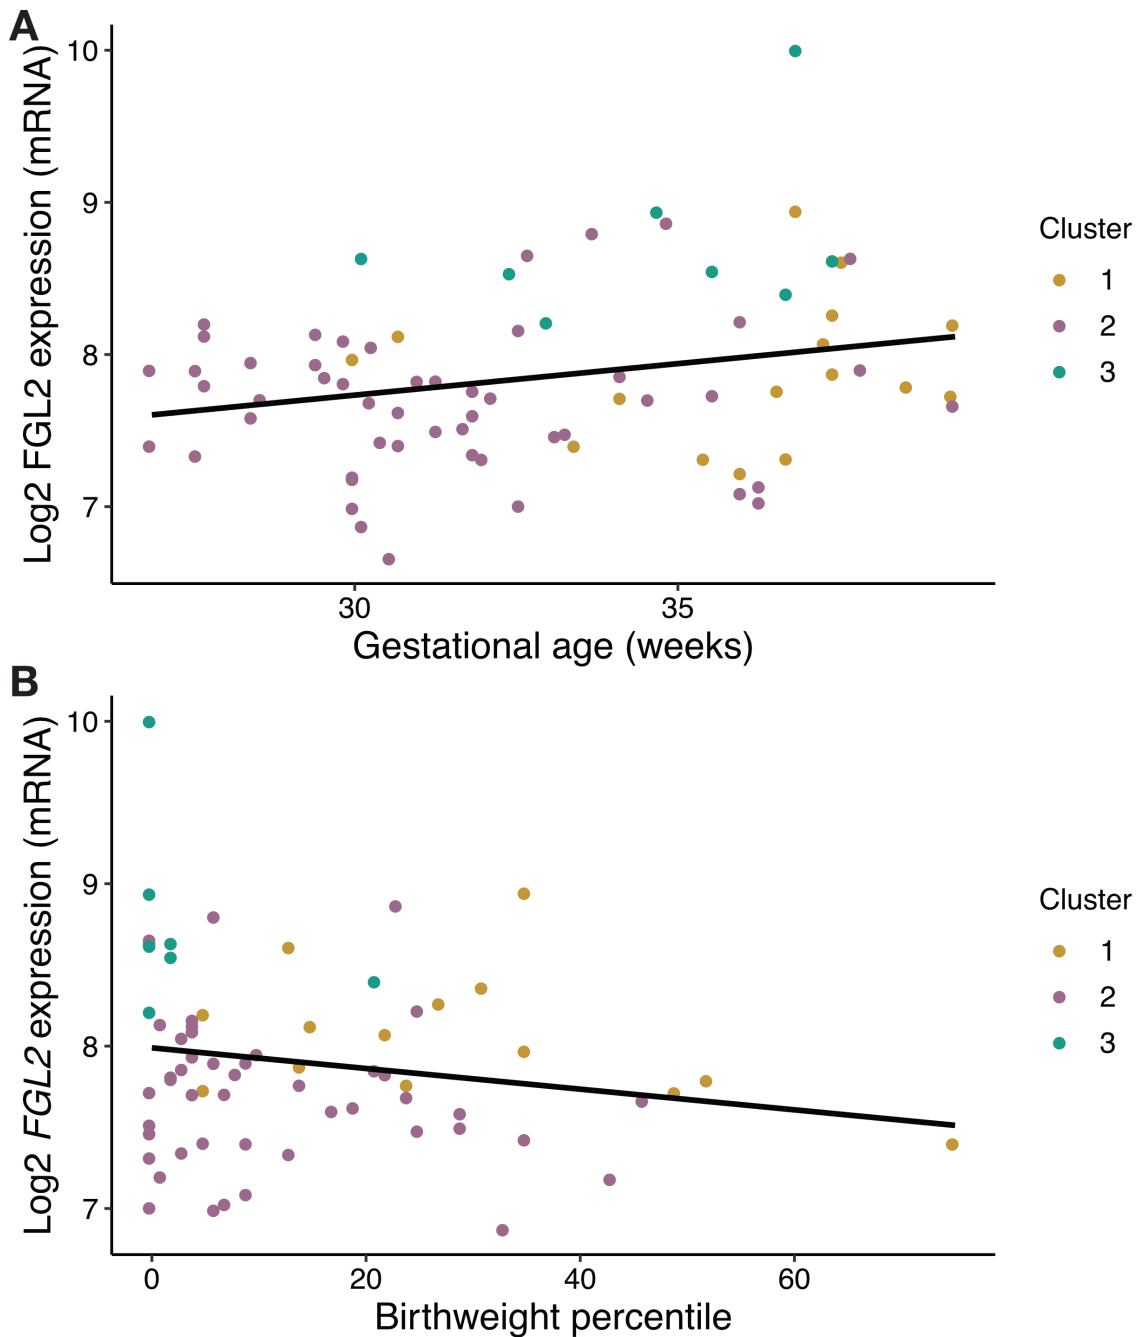 A
Log2 FGL2 expression (mRNA)
10
9
8
7
30
35
Gestational age (weeks)
Cluster
1
2
3
B
Log2 FGL2 expression (mRNA)
10
9
8
7
0
20
40
60
Birthweight percentile
Cluster
1
2
3